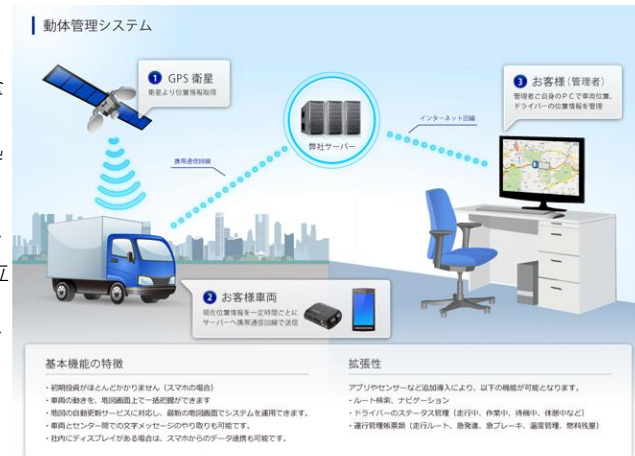 動体管理システム
1 GPS 衛星
衛星より位置情報取得
弊社サーバー
携帯通信回線
インターネット回線
3 お客様（管理者）
管理者ご自身のPCで車両位置、
ドライバーの位置情報を管理
2 お客様車両
現在位置情報を一定時間ごとに
サーバーへ携帯通信回線で送信
基本機能の特徴
・初期投資がほとんどかかりません（スマホの場合）
・車両の動きを、地図画面上で一括把握ができます
・地図の自動更新サービスに対応し、最新の地図画面でシステムを運用できます。
・車両とセンター間での文字メッセージのやり取りも可能です。
・社内にディスプレイがある場合は、スマホからのデータ連携も可能です。
拡張性
アプリやセンサーなど追加導入により、以下の機能が可能となります。
・ルート検索、ナビゲーション
・ドライバーのステータス管理（走行中、作業中、待機中、休憩中など）
・運行管理帳票類（走行ルート、急発進、急ブレーキ、温度管理、燃料残量）